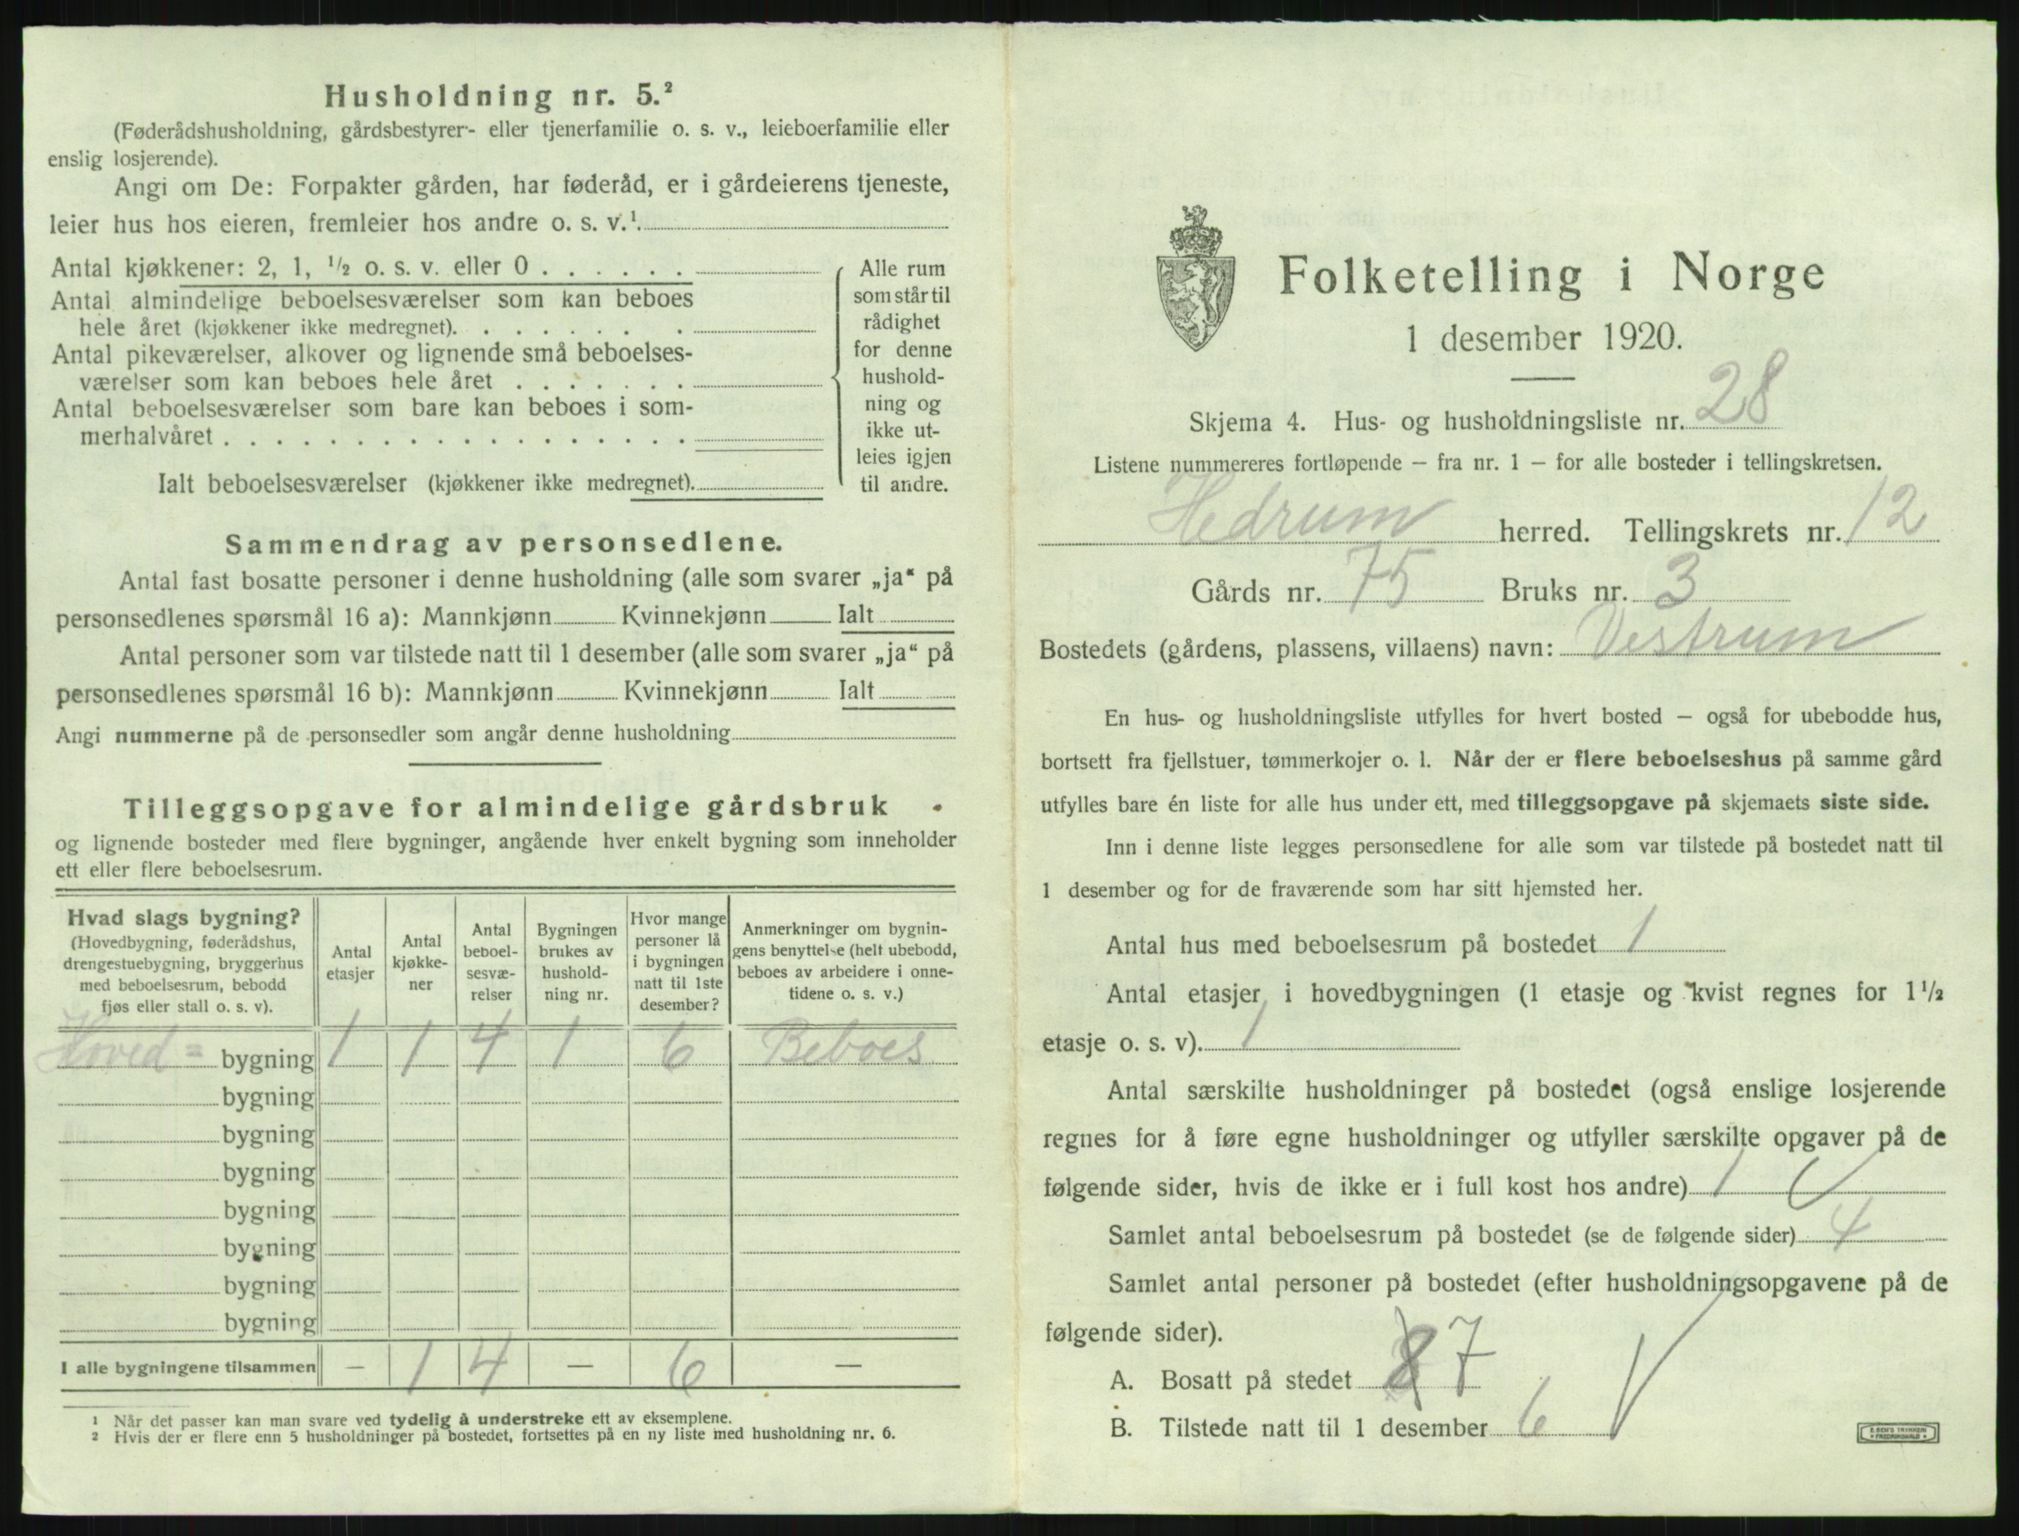 Husholdning nr. 5.²
(Føderådshusholdning, gårdsbestyrer- eller tjenerfamilie o. s. v., leieboerfamilie eller
enslig losjerende).
Angi om De: Forpakter gården, har føderåd, er i gårdeierens tjeneste,
leier hus hos eieren, fremleier hos andre o. s. v.¹.
Antal kjøkkener: 2, 1, ½ o. s. v. eller 0 . . . . . .
Antal almindelige beboelsesværelser som kan beboes
hele året (kjøkkener ikke medregnet). . . . . . . . .
Antal pikeværelser, alkover og lignende små beboelses-
værelser som kan beboes hele året . . . . . . .
Antal beboelsesværelser som bare kan beboes i som-
merhalvåret . . . . . . . . . . . . . . . . . .
Ialt beboelsesværelser (kjøkkener ikke medregnet).
Alle rum
som står til
rådighet
for denne
hushold-
ning og
ikke ut-
leies igjen
til andre.
Sammendrag av personsedlene.
Antal fast bosatte personer i denne husholdning (alle som svarer „ja“ på
personsedlenes spørsmål 16 a): Mannkjønn Kvinnekjønn Ialt
Antal personer som var tilstede natt til 1 desember (alle som svarer „ja“ på
personsedlenes spørsmål 16 b): Mannkjønn Kvinnekjønn Ialt
Angi nummerne på de personsedler som angår denne husholdning
Tilleggsopgave for almindelige gårdsbruk
og lignende bosteder med flere bygninger, angående hver enkelt bygning som inneholder
ett eller flere beboelsesrum.
Hvad slags bygning?
(Hovedbygning, føderådshus,
drengestuebygning, bryggerhus
med beboelsesrum, bebodd
fjøs eller stall o. s. v).
Antal
etasjer
Antal
kjøkke-
ner
Antal
beboel-
sesvæ-
relser
Bygningen
brukes av
hushold-
ning nr.
Hvor mange
personer lå
i bygningen
natt til 1ste
desember?
Anmerkninger om bygnin-
gens benyttelse (helt ubebodd,
beboes av arbeidere i onne-
tidene o. s. v.)
Hoved= bygning 1 1 4 1 6 Beboes
bygning
bygning
bygning
bygning
bygning
bygning
bygning
I alle bygningene tilsammen — 1 4 — 6 —
¹ Når det passer kan man svare ved tydelig å understreke ett av eksemplene.
² Hvis der er flere enn 5 husholdninger på bostedet, fortsettes på en ny liste med husholdning nr. 6.
Folketelling i Norge
1 desember 1920.
Skjema 4. Hus- og husholdningsliste nr. 28
Listene nummereres fortløpende – fra nr. 1 – for alle bosteder i tellingskretsen.
Hedrum herred. Tellingskrets nr. 12
Gårds nr. 75 Bruks nr. 3
Bostedets (gårdens, plassens, villaens) navn: Vestrum
En hus- og husholdningsliste utfylles for hvert bosted – også for ubebodde hus,
bortsett fra fjellstuer, tømmerkojer o. l. Når der er flere beboelseshus på samme gård
utfylles bare én liste for alle hus under ett, med tilleggsopgave på skjemaets siste side.
Inn i denne liste legges personsedlene for alle som var tilstede på bostedet natt til
1 desember og for de fraværende som har sitt hjemsted her.
Antal hus med beboelsesrum på bostedet 1
Antal etasjer i hovedbygningen (1 etasje og kvist regnes for 1½
etasje o. s. v). 1
Antal særskilte husholdninger på bostedet (også enslige losjerende
regnes for å føre egne husholdninger og utfyller særskilte opgaver på de
følgende sider, hvis de ikke er i full kost hos andre) 1
Samlet antal beboelsesrum på bostedet (se de følgende sider) 4
Samlet antal personer på bostedet (efter husholdningsopgavene på de
følgende sider).
A. Bosatt på stedet 8 7
B. Tilstede natt til 1 desember 6